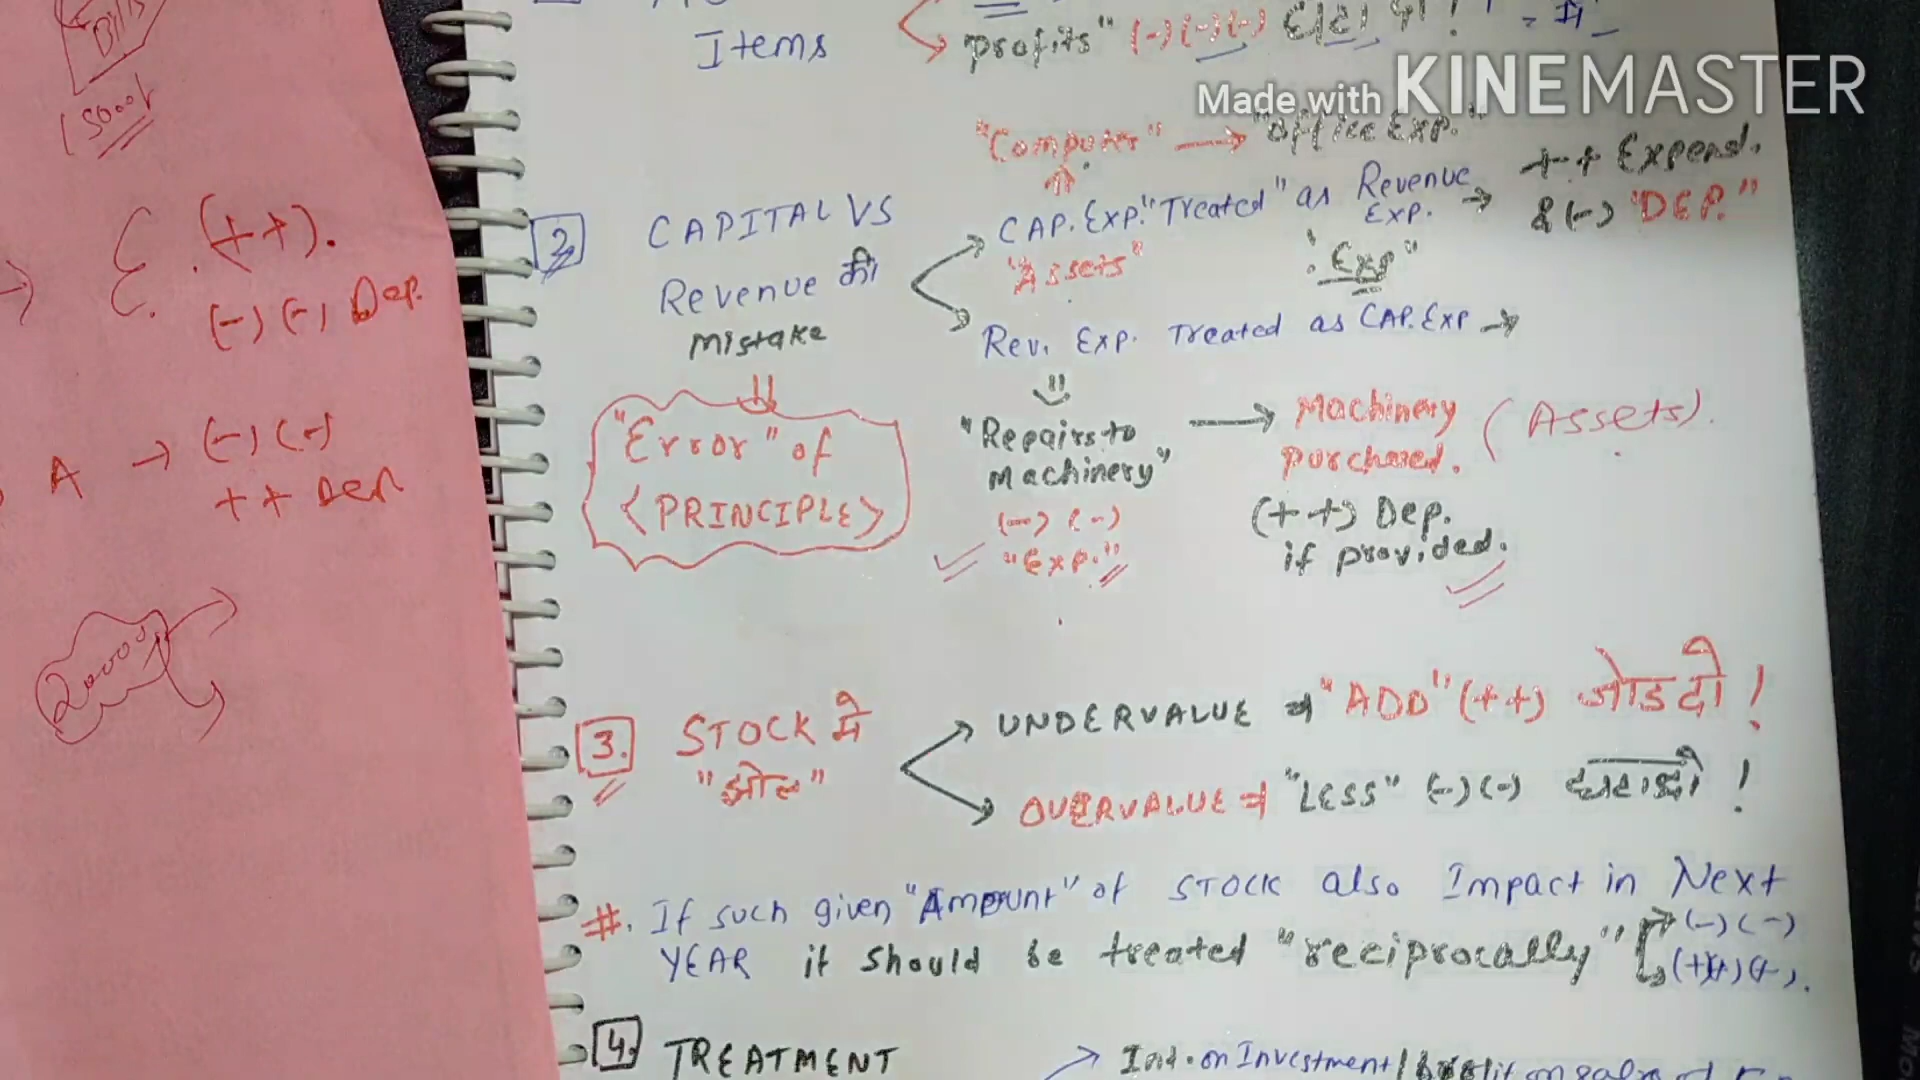 Bills
15000/
Items
profits" (-)(-)(-)
Made with KINEMASTER
"Computer" → "Office Exp."
++ Expend.
& (-) "DEP."
2. CAPITAL VS
Revenue की
Mistake
CAP. EXP. "Treated" as Revenue Exp. →
"Assets"
"Exp"
Rev. Exp. Treated as CAP. EXP →
"Error" of
<PRINCIPLE>
"Repairs to
Machinery"
→ Machinery
purchased. (Assets).
(-) (-)
"Exp."
(++) Dep.
if provided.
E. (++).
(-) (-) Dep.
A → (-) (-)
++ Dep
20000
3. STOCK मे
"झोल"
UNDERVALUE ⇒ "ADD" (++) जोड दो !
OVERVALUE ⇒ "LESS" (-) (-) !
#. If such given "Amount" of STOCK also Impact in Next
YEAR it should be treated "reciprocally"
(-) (-)
4. TREATMENT
→ Int. on Investment/